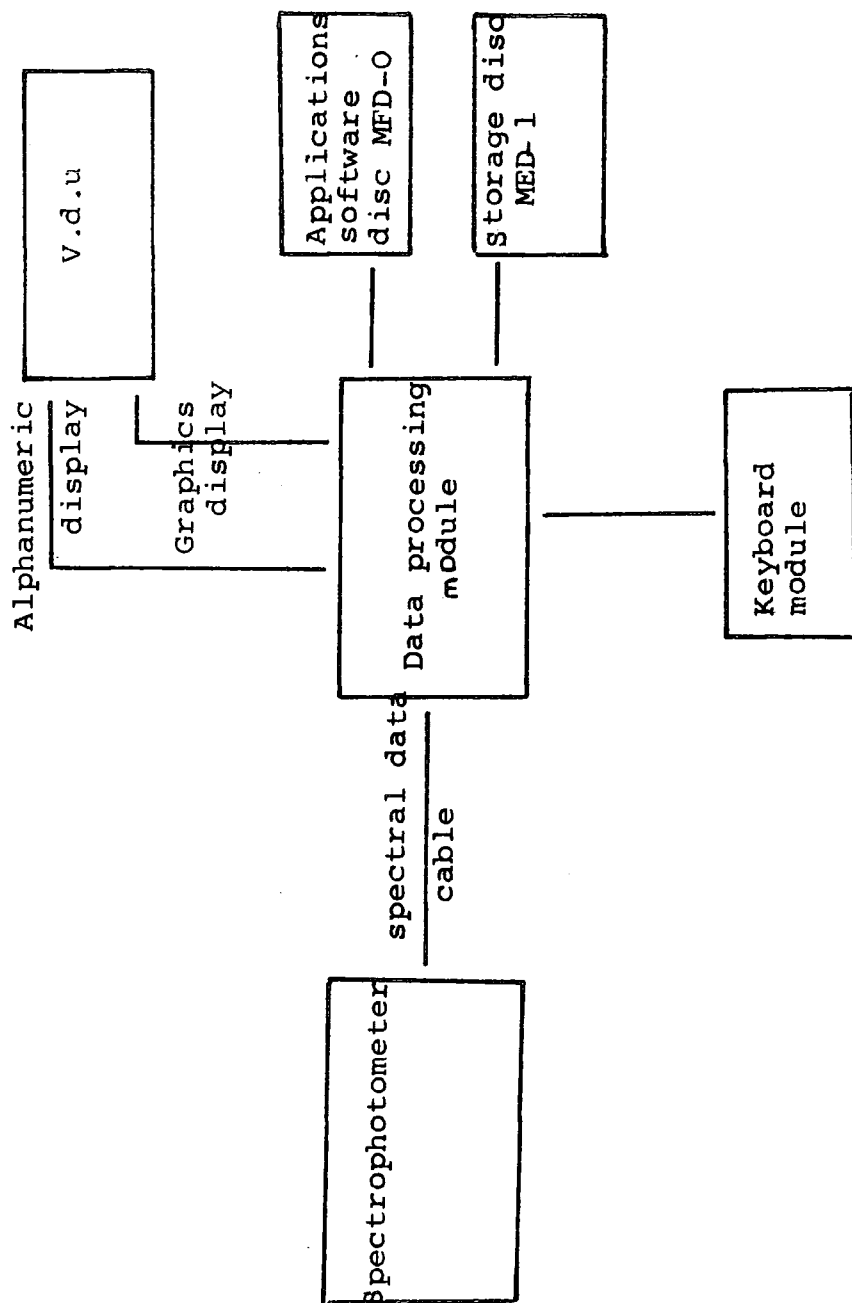 V.d.u
Alphanumeric
display
Graphics
display
Applications
software
disc MFD-O
Storage disc
MED-1
Data processing
module
spectral data
cable
Spectrophotometer
Keyboard
module